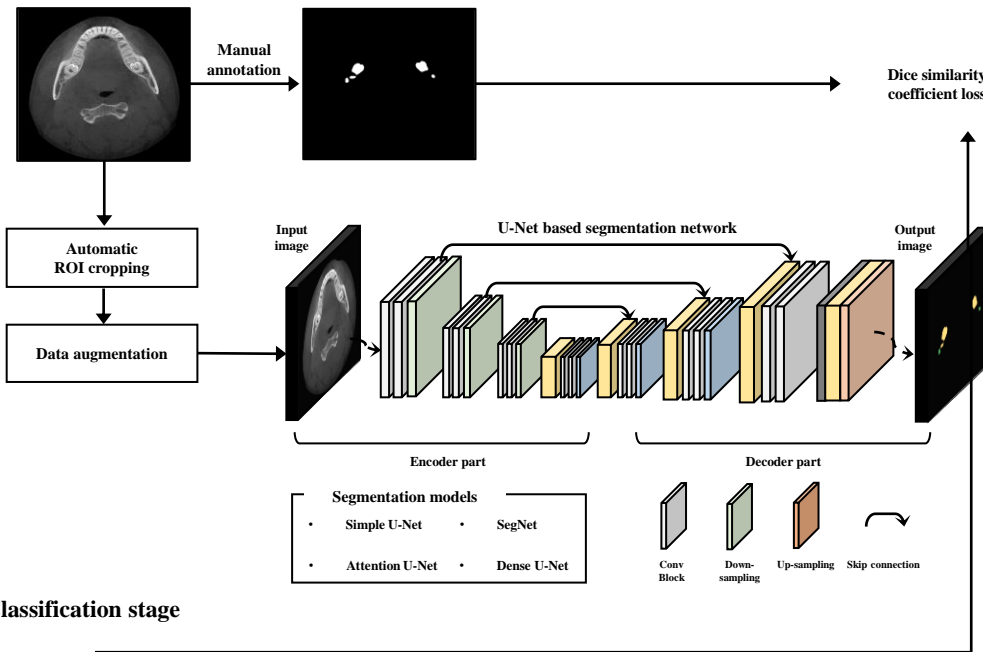 Manual
annotation
Dice similarity
coefficient loss
Automatic
ROI cropping
Data augmentation
Input
image
U-Net based segmentation network
Output
image
Encoder part
Decoder part
Segmentation models
• Simple U-Net • SegNet
• Attention U-Net • Dense U-Net
Conv
Block
Down-
sampling
Up-sampling
Skip connection
lassification stage